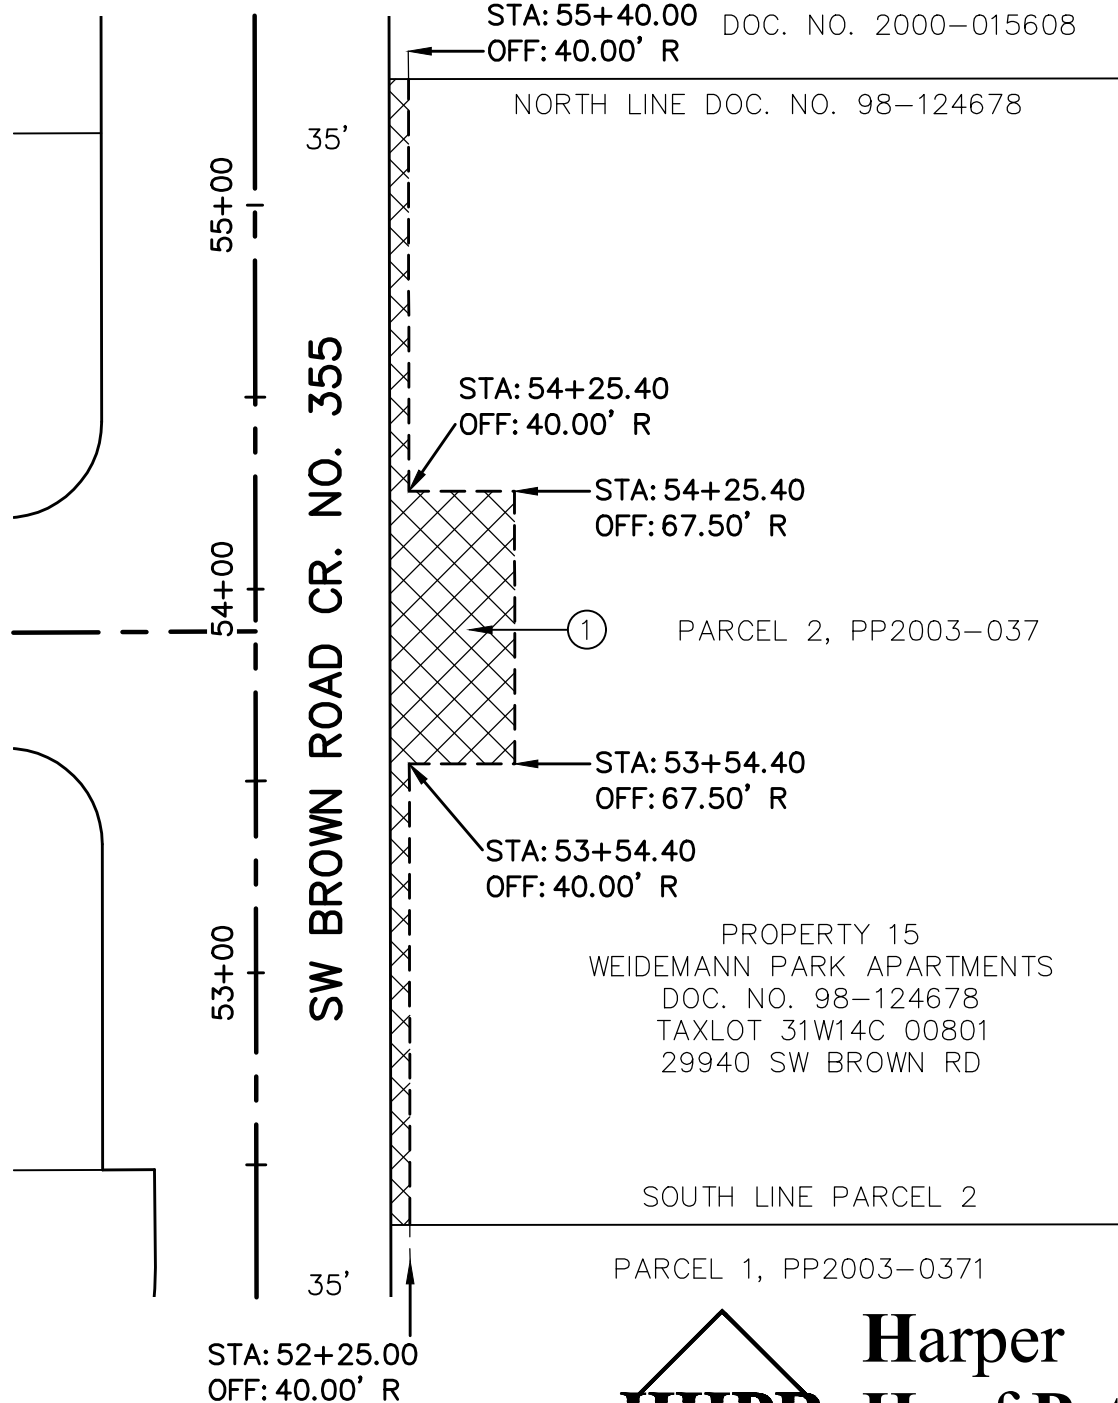 STA: 55+40.00
OFF: 40.00' R
DOC. NO. 2000-015608
NORTH LINE DOC. NO. 98-124678
35'
55+00
STA: 54+25.40
OFF: 40.00' R
STA: 54+25.40
OFF: 67.50' R
SW BROWN ROAD CR. NO. 355
54+00
1
PARCEL 2, PP2003-037
STA: 53+54.40
OFF: 67.50' R
STA: 53+54.40
OFF: 40.00' R
53+00
PROPERTY 15
WEIDEMANN PARK APARTMENTS
DOC. NO. 98-124678
TAXLOT 31W14C 00801
29940 SW BROWN RD
SOUTH LINE PARCEL 2
PARCEL 1, PP2003-0371
35'
STA: 52+25.00
OFF: 40.00' R
Harper